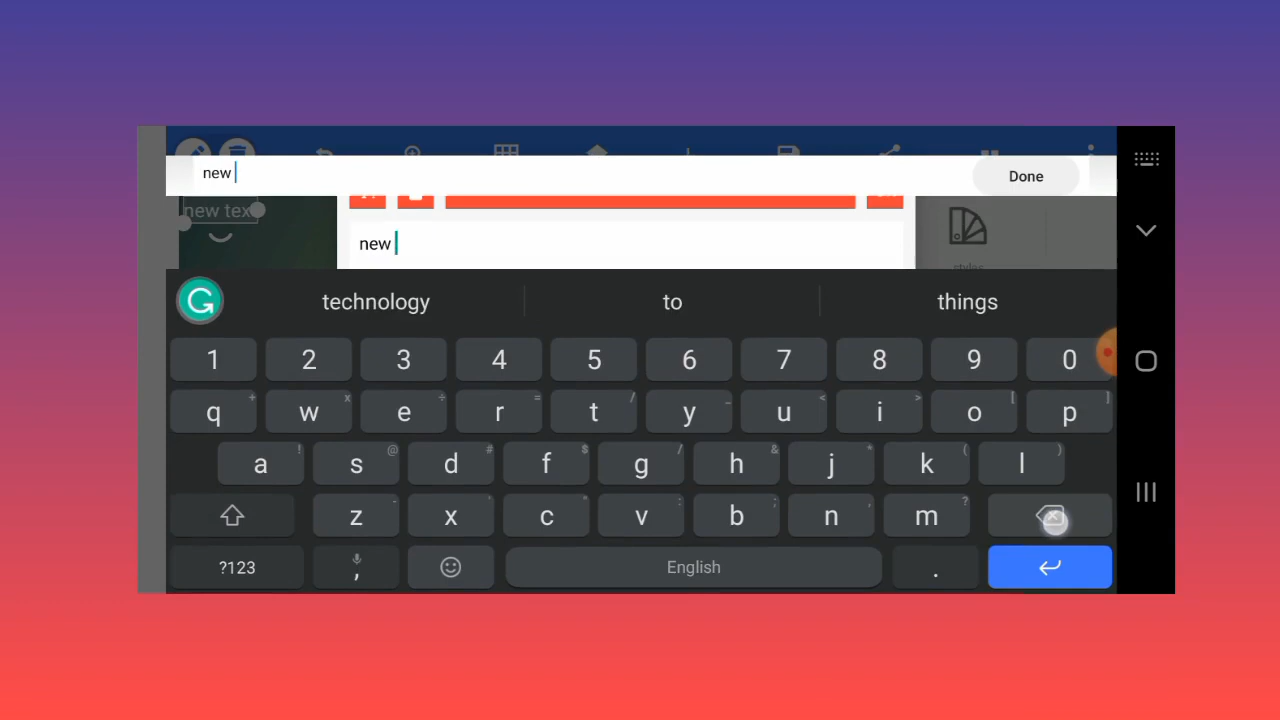 new
Done
new tex
new
styles
technology to things
1 2 3 4 5 6 7 8 9 0
q + w x e ÷ r = t / y _ u < i > o [ p ]
a ! s @ d # f $ g / h & j * k ( l )
z - x ' c " v : b ; n , m ?
?123 , English .